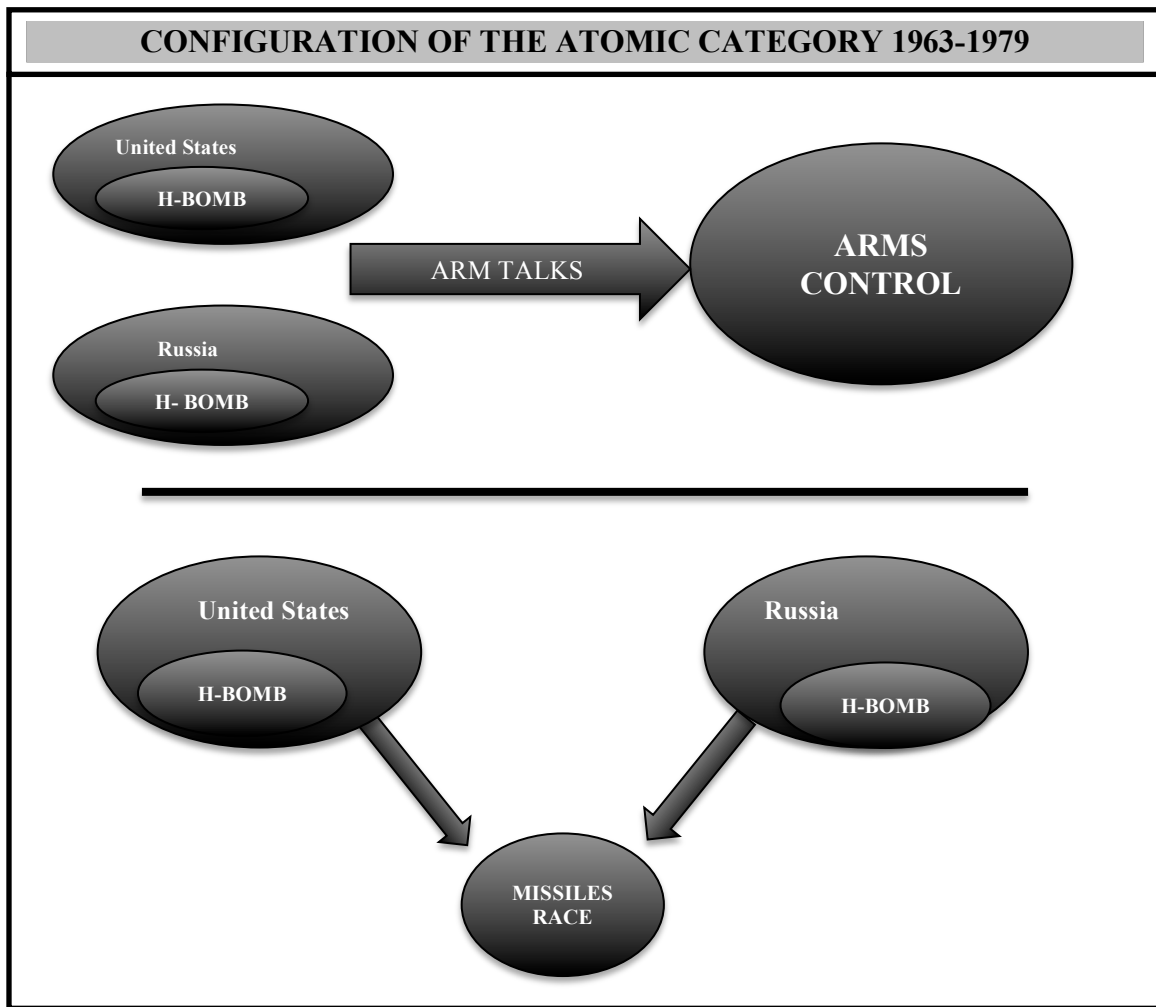 CONFIGURATION OF THE ATOMIC CATEGORY 1963-1979
United States
H-BOMB
ARM TALKS
ARMS
CONTROL
Russia
H- BOMB
United States
H-BOMB
Russia
H-BOMB
MISSILES
RACE